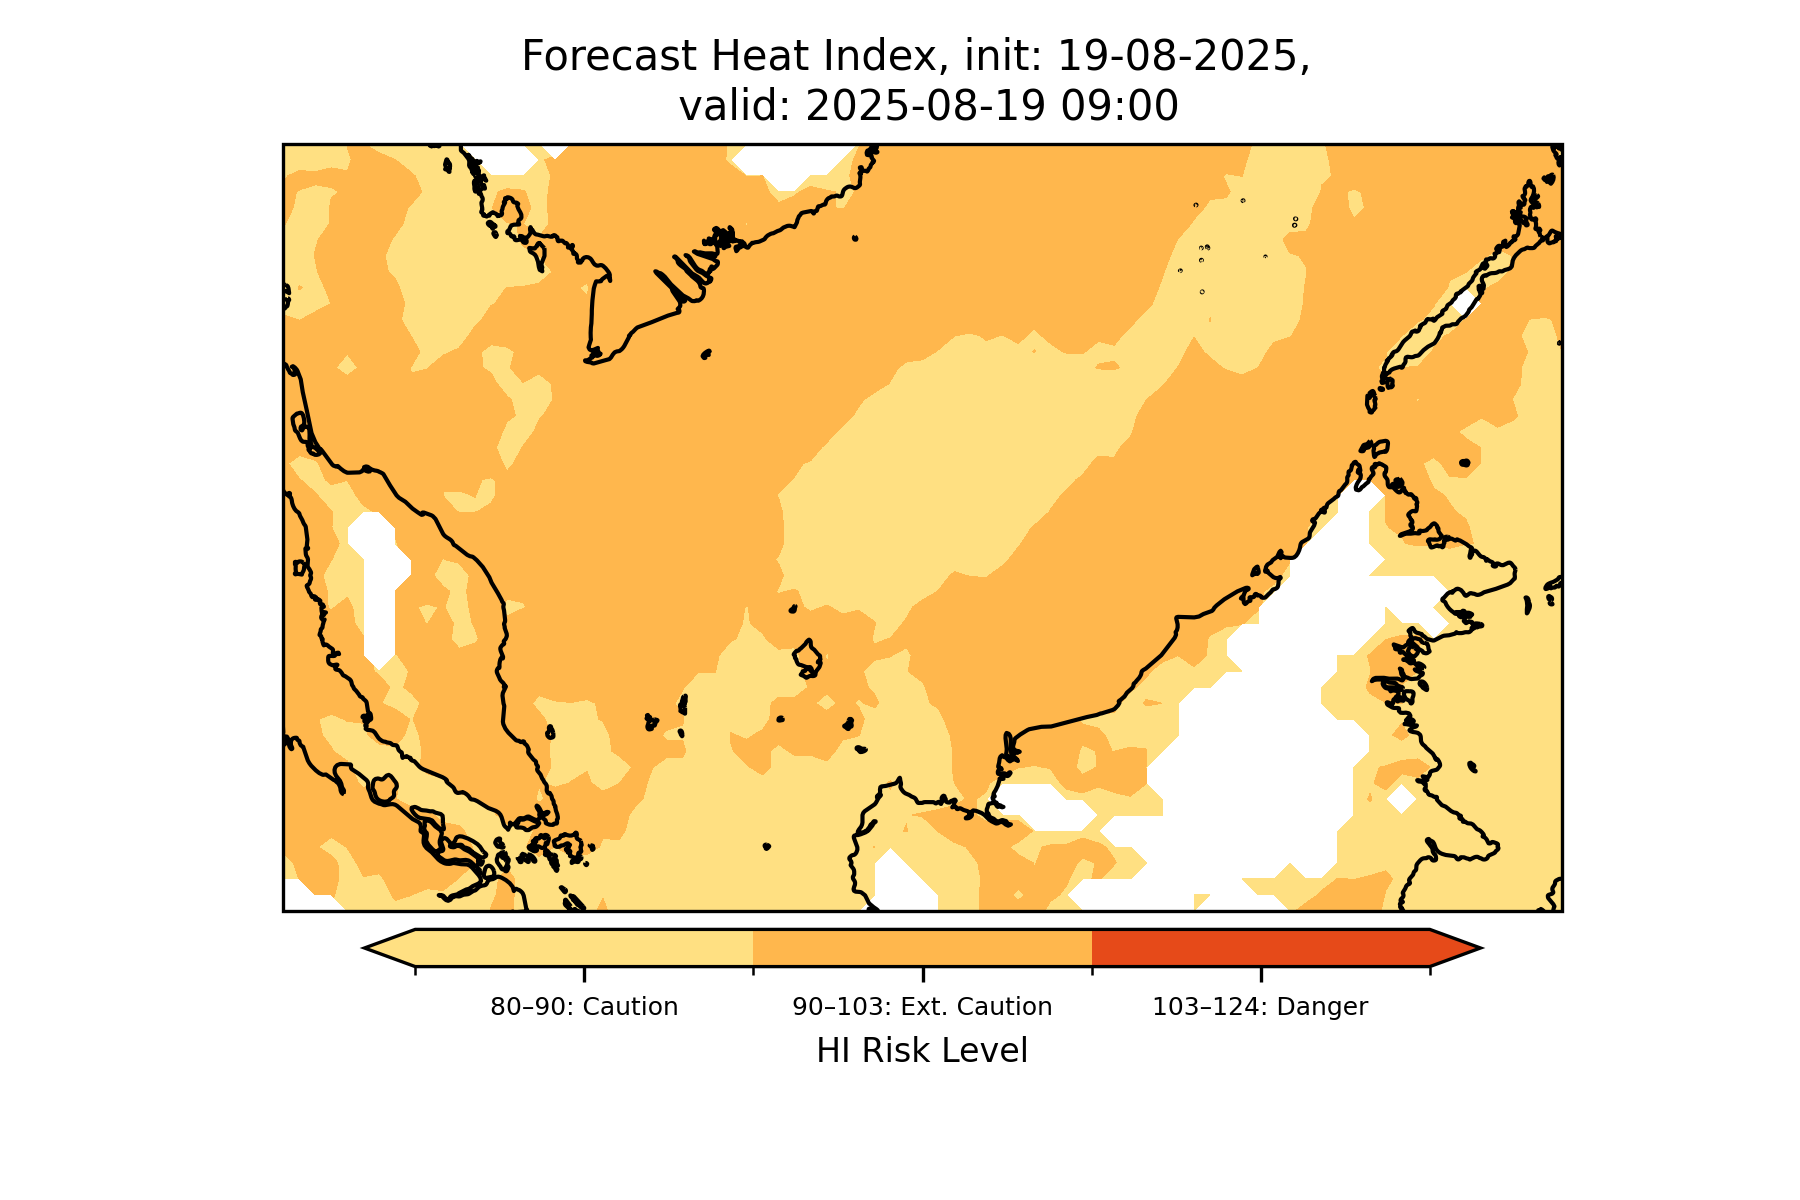 Forecast Heat Index, init: 19-08-2025,
valid: 2025-08-19 09:00
80–90: Caution
90–103: Ext. Caution
103–124: Danger
HI Risk Level